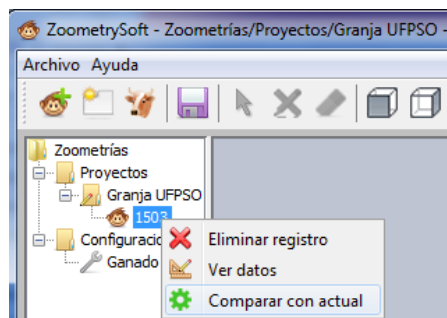 ZoometrySoft - Zoometrías/Proyectos/Granja UFPSO -
Archivo Ayuda
Zoometrías
Proyectos
Granja UFPSO
1503
Eliminar registro
Ganado
Ver datos
Comparar con actual